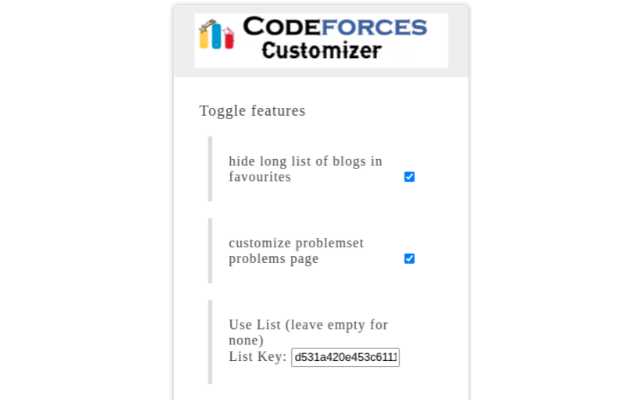 CODEFORCES
Customizer
Toggle features
hide long list of blogs in
favourites
customize problemset
problems page
Use List (leave empty for
none)
List Key: d531a420e453c6111